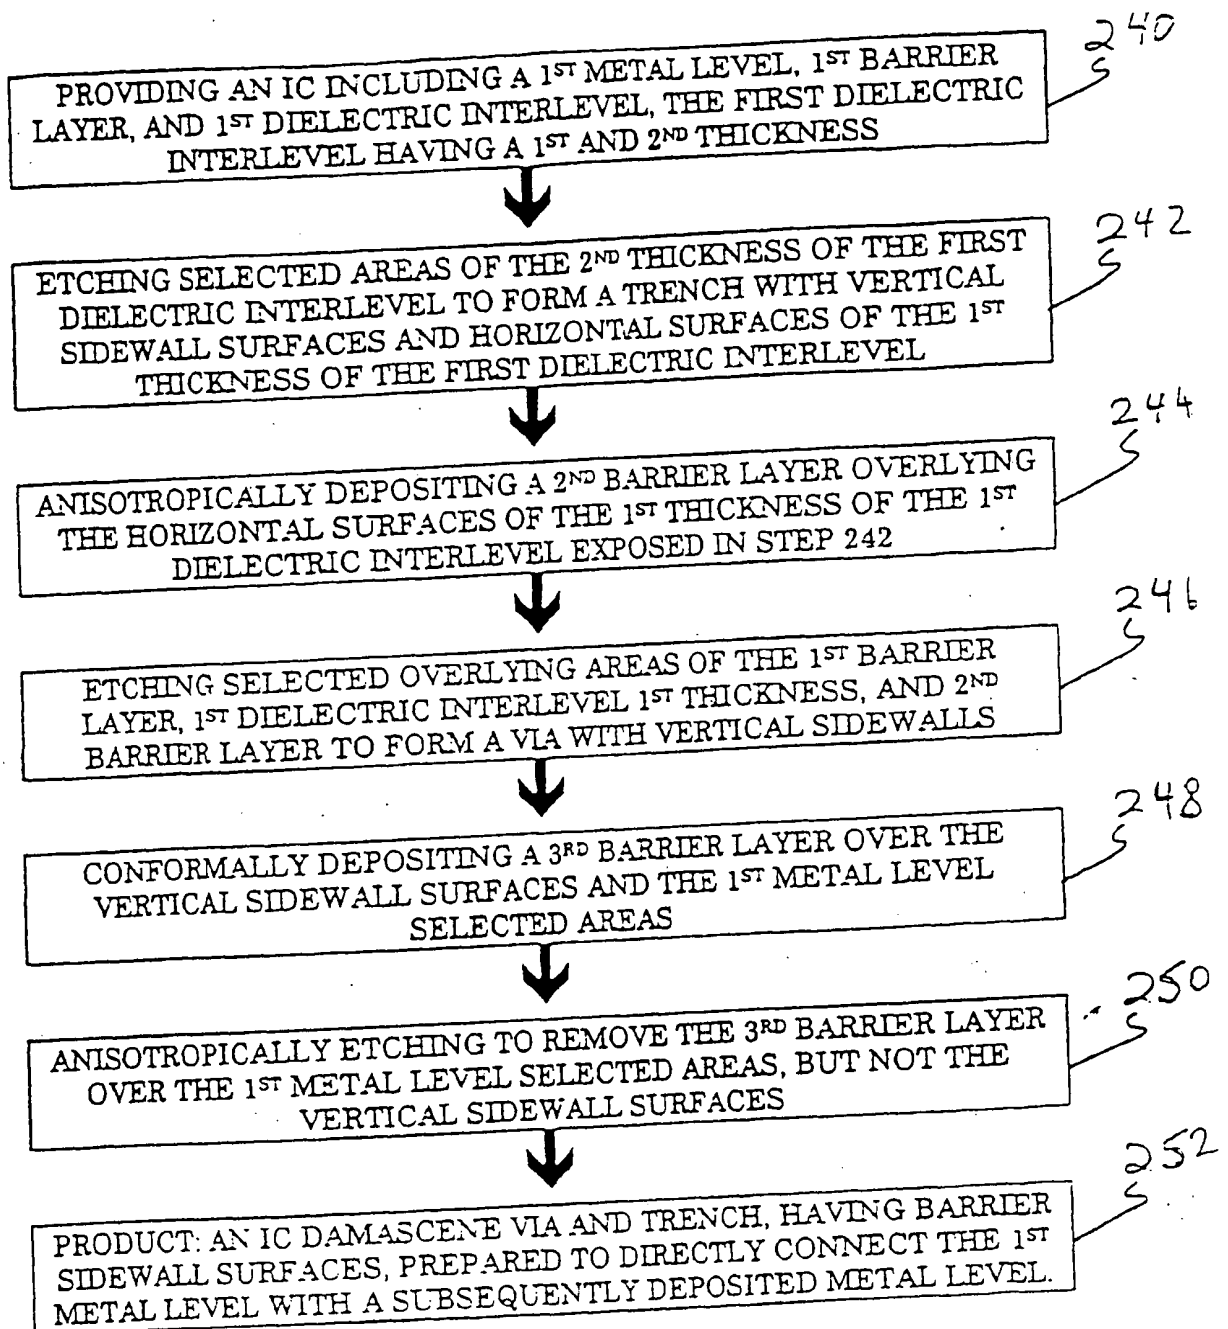 240
PROVIDING AN IC INCLUDING A 1ST METAL LEVEL, 1ST BARRIER
LAYER, AND 1ST DIELECTRIC INTERLEVEL, THE FIRST DIELECTRIC
INTERLEVEL HAVING A 1ST AND 2ND THICKNESS
242
ETCHING SELECTED AREAS OF THE 2ND THICKNESS OF THE FIRST
DIELECTRIC INTERLEVEL TO FORM A TRENCH WITH VERTICAL
SIDEWALL SURFACES AND HORIZONTAL SURFACES OF THE 1ST
THICKNESS OF THE FIRST DIELECTRIC INTERLEVEL
244
ANISOTROPICALLY DEPOSITING A 2ND BARRIER LAYER OVERLYING
THE HORIZONTAL SURFACES OF THE 1ST THICKNESS OF THE 1ST
DIELECTRIC INTERLEVEL EXPOSED IN STEP 242
246
ETCHING SELECTED OVERLYING AREAS OF THE 1ST BARRIER
LAYER, 1ST DIELECTRIC INTERLEVEL 1ST THICKNESS, AND 2ND
BARRIER LAYER TO FORM A VIA WITH VERTICAL SIDEWALLS
248
CONFORMALLY DEPOSITING A 3RD BARRIER LAYER OVER THE
VERTICAL SIDEWALL SURFACES AND THE 1ST METAL LEVEL
SELECTED AREAS
250
ANISOTROPICALLY ETCHING TO REMOVE THE 3RD BARRIER LAYER
OVER THE 1ST METAL LEVEL SELECTED AREAS, BUT NOT THE
VERTICAL SIDEWALL SURFACES
252
PRODUCT: AN IC DAMASCENE VIA AND TRENCH, HAVING BARRIER
SIDEWALL SURFACES, PREPARED TO DIRECTLY CONNECT THE 1ST
METAL LEVEL WITH A SUBSEQUENTLY DEPOSITED METAL LEVEL.